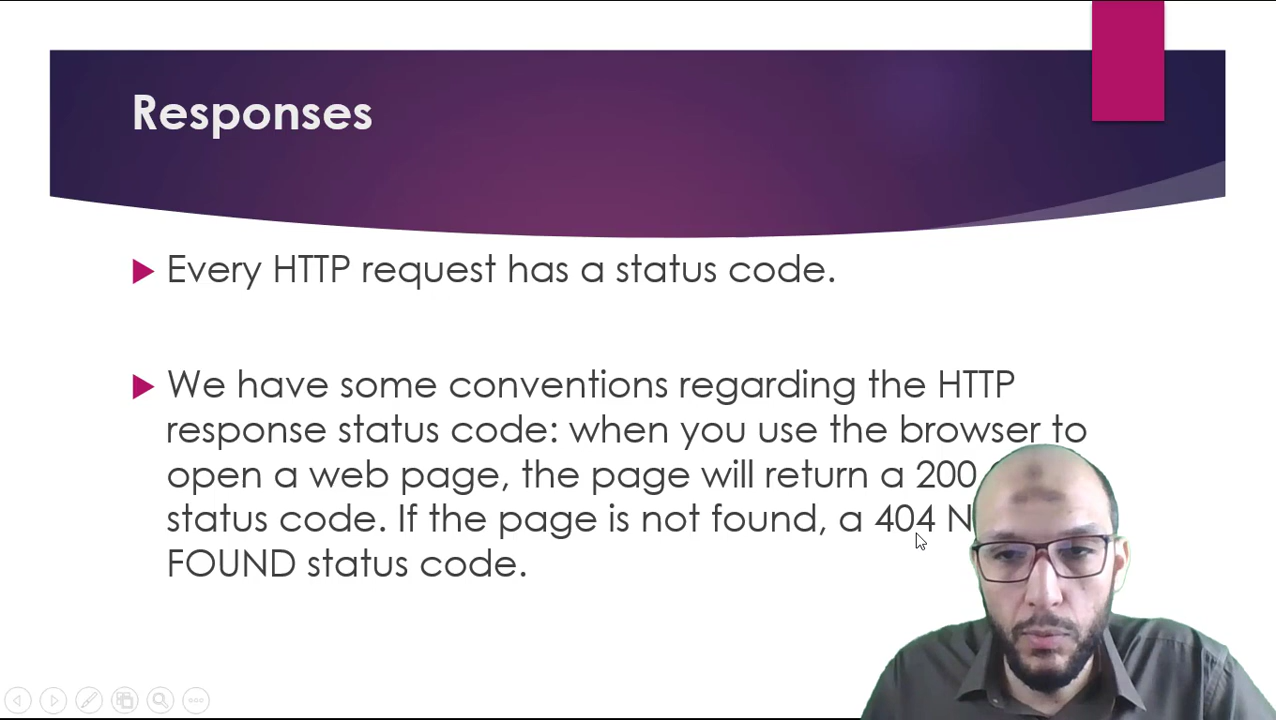 Responses
Every HTTP request has a status code.
We have some conventions regarding the HTTP
response status code: when you use the browser to
open a web page, the page will return a 200
status code. If the page is not found, a 404
FOUND status code.